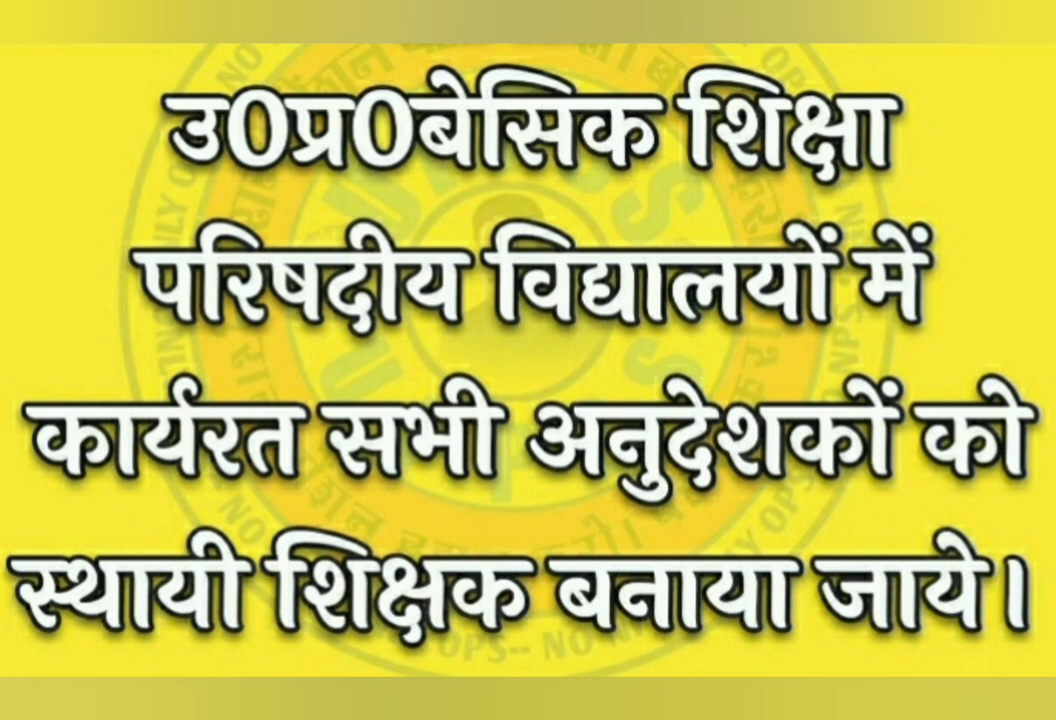 उ0प्र0बेसिक शिक्षा
परिषदीय विद्यालयों में
कार्यरत सभी अनुदेशकों को
स्थायी शिक्षक बनाया जाये।